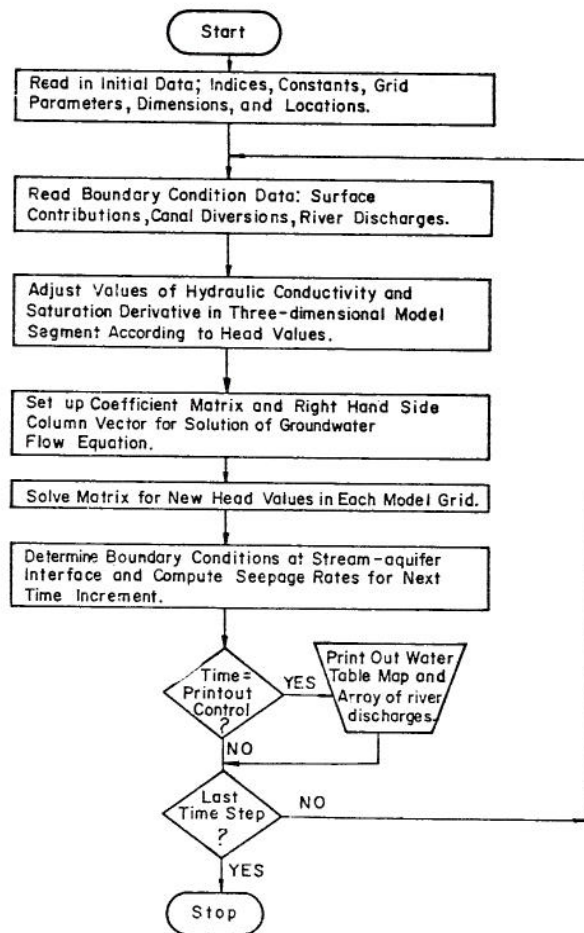 Start
Read in Initial Data; Indices, Constants, Grid
Parameters, Dimensions, and Locations.
Read Boundary Condition Data: Surface
Contributions, Canal Diversions, River Discharges.
Adjust Values of Hydraulic Conductivity and
Saturation Derivative in Three-dimensional Model
Segment According to Head Values.
Set up Coefficient Matrix and Right Hand Side
Column Vector for Solution of Groundwater
Flow Equation.
Solve Matrix for New Head Values in Each Model Grid.
Determine Boundary Conditions at Stream-aquifer
Interface and Compute Seepage Rates for Next
Time Increment.
Time =
Printout
Control
?
YES
Print Out Water
Table Map and
Array of river
discharges.
NO
Last
Time Step
?
NO
YES
Stop